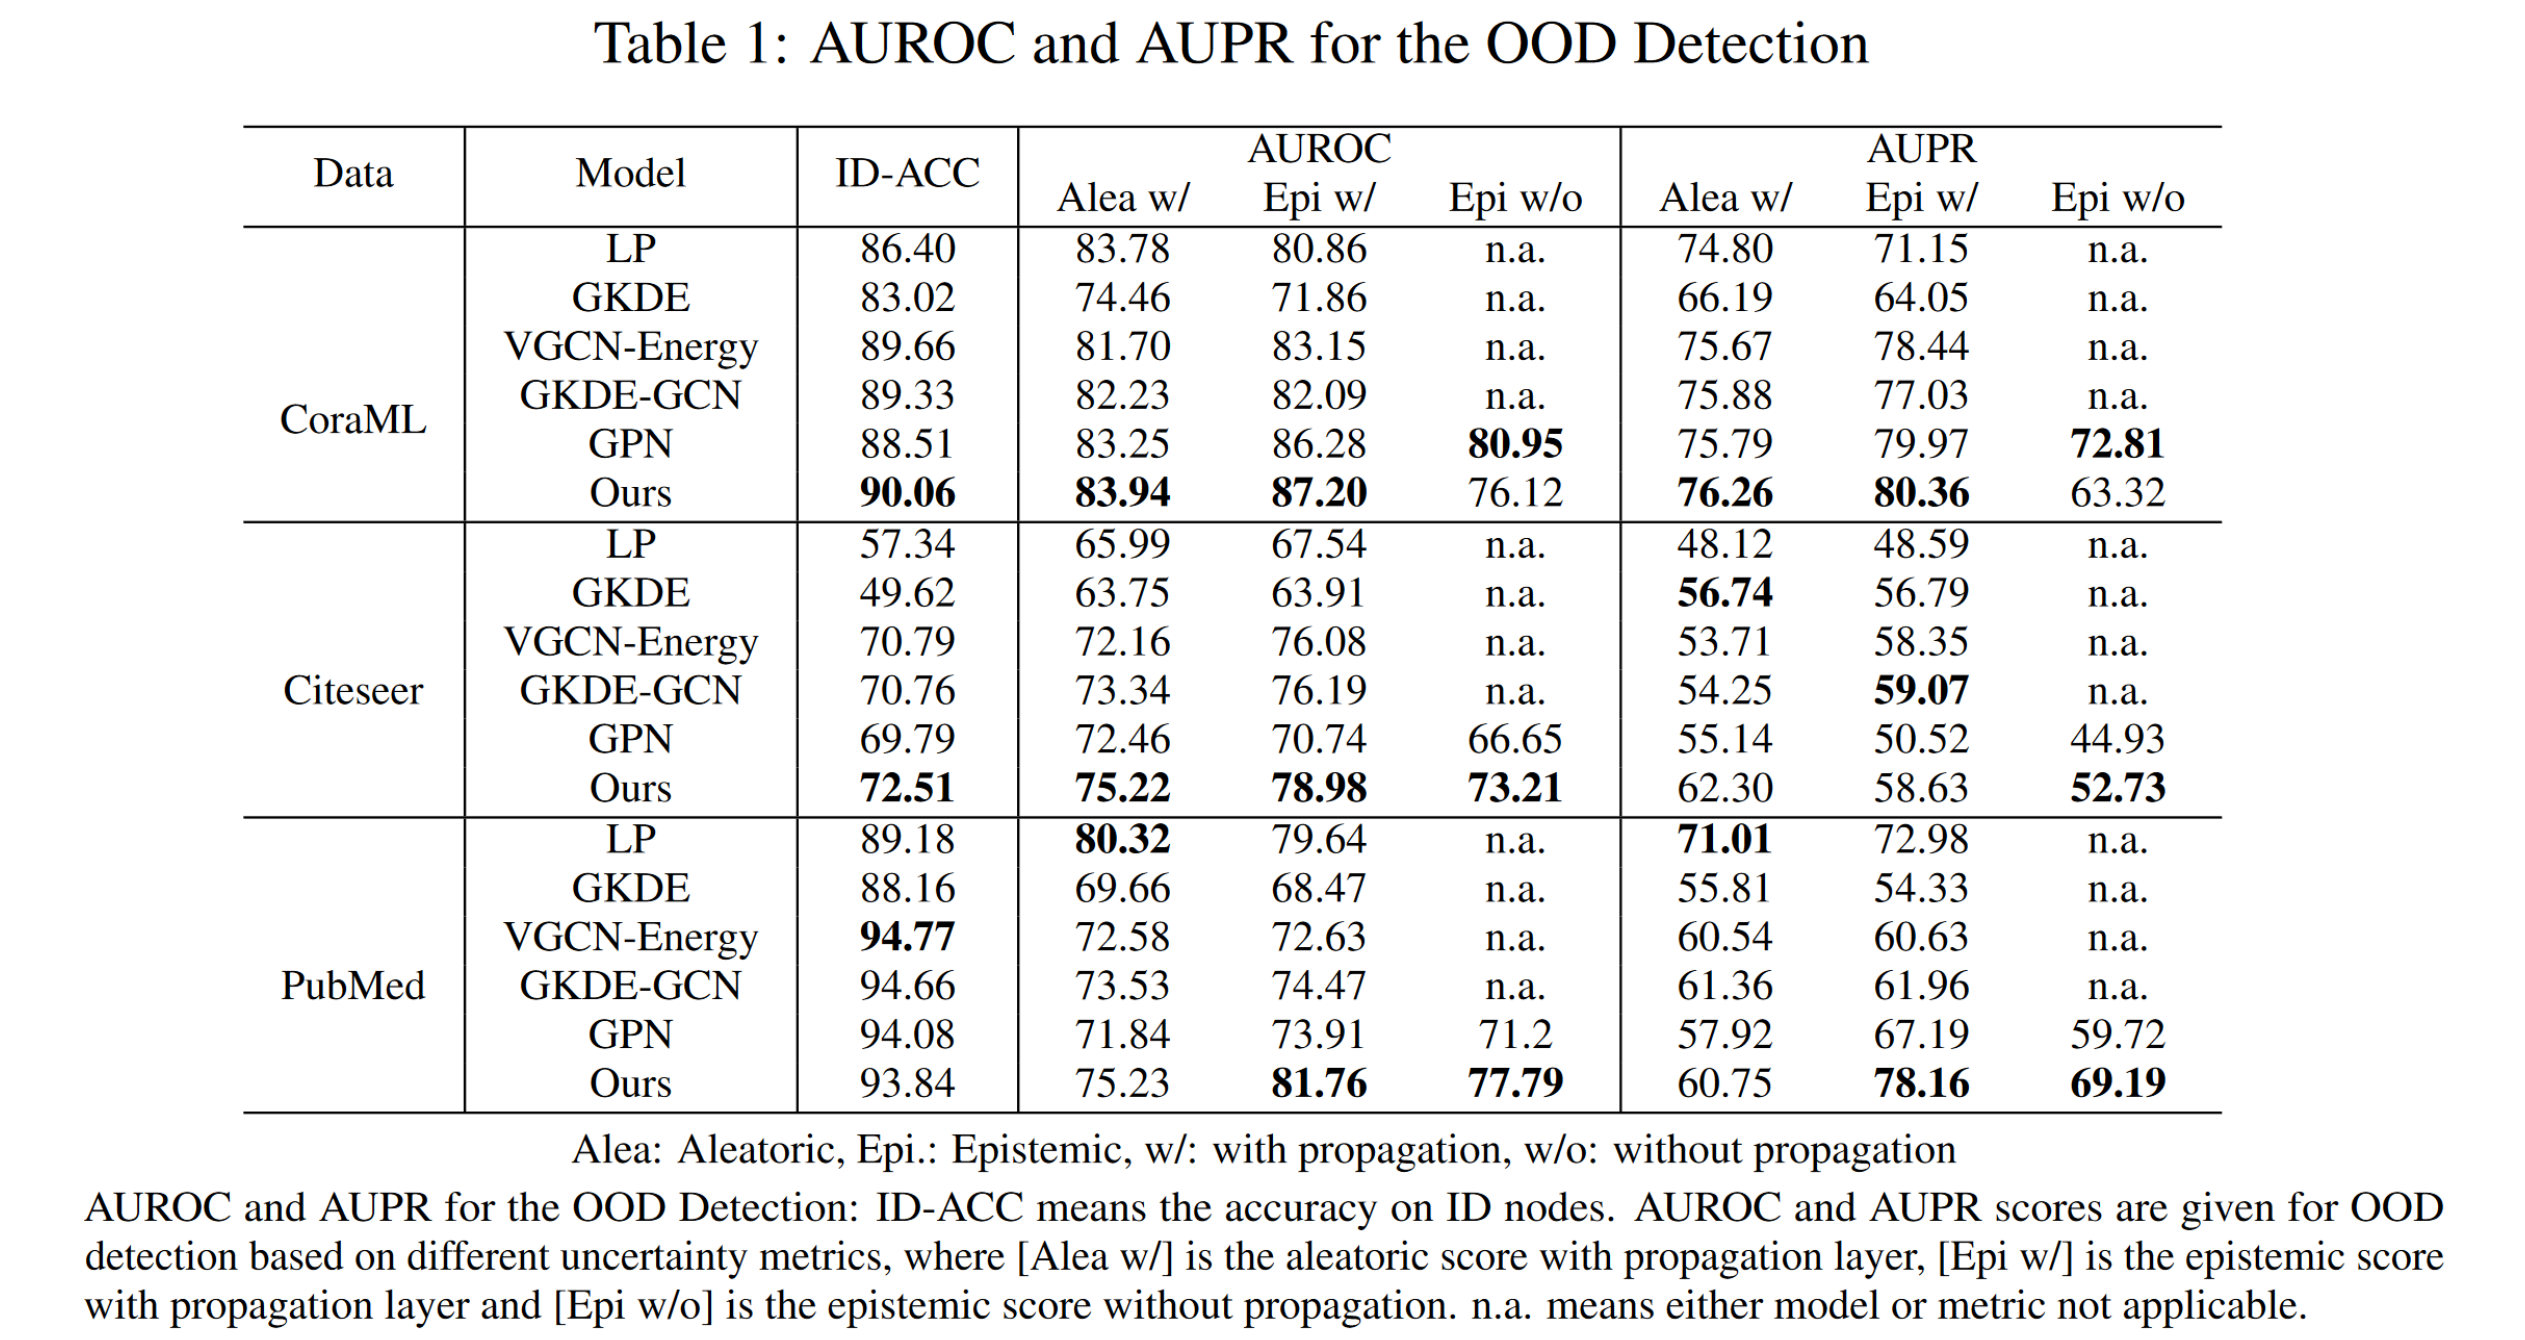 Table 1: AUROC and AUPR for the OOD Detection
Data Model ID-ACC AUROC AUPR
Alea w/ Epi w/ Epi w/o Alea w/ Epi w/ Epi w/o
CoraML
LP 86.40 83.78 80.86 n.a. 74.80 71.15 n.a.
GKDE 83.02 74.46 71.86 n.a. 66.19 64.05 n.a.
VGCN-Energy 89.66 81.70 83.15 n.a. 75.67 78.44 n.a.
GKDE-GCN 89.33 82.23 82.09 n.a. 75.88 77.03 n.a.
GPN 88.51 83.25 86.28 80.95 75.79 79.97 72.81
Ours 90.06 83.94 87.20 76.12 76.26 80.36 63.32
Citeseer
LP 57.34 65.99 67.54 n.a. 48.12 48.59 n.a.
GKDE 49.62 63.75 63.91 n.a. 56.74 56.79 n.a.
VGCN-Energy 70.79 72.16 76.08 n.a. 53.71 58.35 n.a.
GKDE-GCN 70.76 73.34 76.19 n.a. 54.25 59.07 n.a.
GPN 69.79 72.46 70.74 66.65 55.14 50.52 44.93
Ours 72.51 75.22 78.98 73.21 62.30 58.63 52.73
PubMed
LP 89.18 80.32 79.64 n.a. 71.01 72.98 n.a.
GKDE 88.16 69.66 68.47 n.a. 55.81 54.33 n.a.
VGCN-Energy 94.77 72.58 72.63 n.a. 60.54 60.63 n.a.
GKDE-GCN 94.66 73.53 74.47 n.a. 61.36 61.96 n.a.
GPN 94.08 71.84 73.91 71.2 57.92 67.19 59.72
Ours 93.84 75.23 81.76 77.79 60.75 78.16 69.19
Alea: Aleatoric, Epi.: Epistemic, w/: with propagation, w/o: without propagation
AUROC and AUPR for the OOD Detection: ID-ACC means the accuracy on ID nodes. AUROC and AUPR scores are given for OOD
detection based on different uncertainty metrics, where [Alea w/] is the aleatoric score with propagation layer, [Epi w/] is the epistemic score
with propagation layer and [Epi w/o] is the epistemic score without propagation. n.a. means either model or metric not applicable.